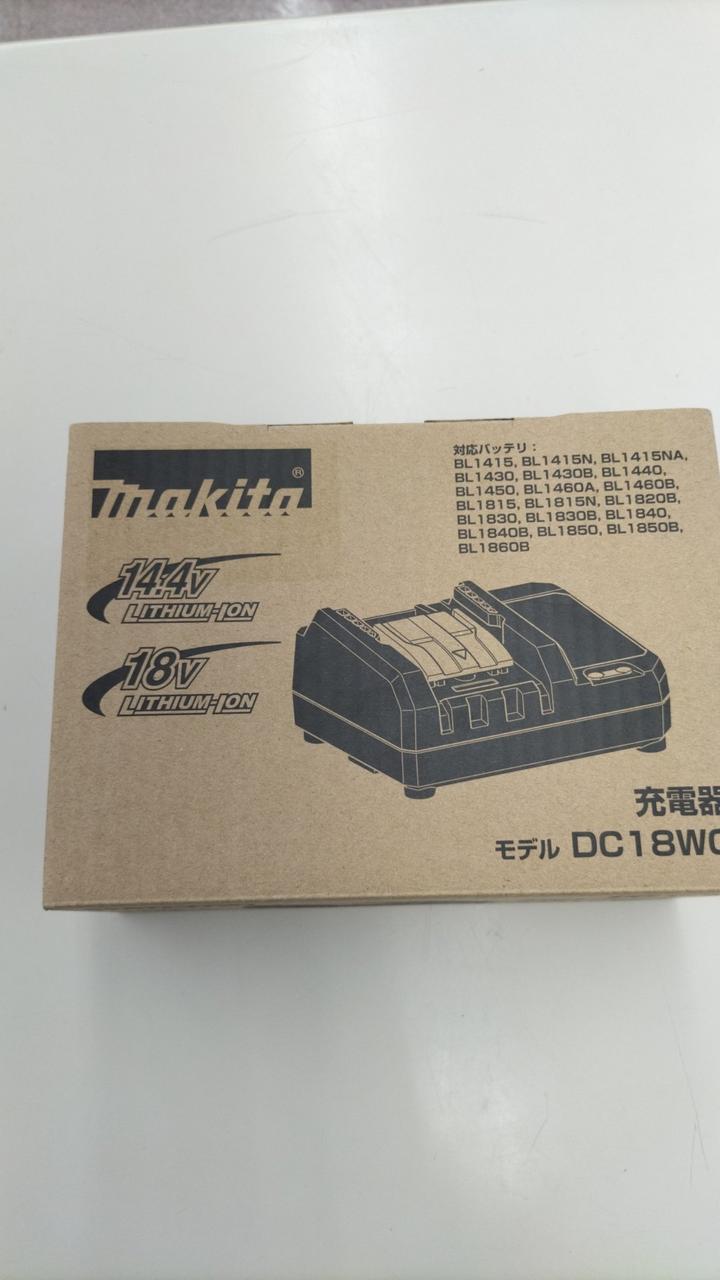 makita®
14.4V
LITHIUM-ION
18V
LITHIUM-ION
対応バッテリ：
BL1415, BL1415N, BL1415NA,
BL1430, BL1430B, BL1440,
BL1450, BL1460A, BL1460B,
BL1815, BL1815N, BL1820B,
BL1830, BL1830B, BL1840,
BL1840B, BL1850, BL1850B,
BL1860B
充電器
モデル DC18WC